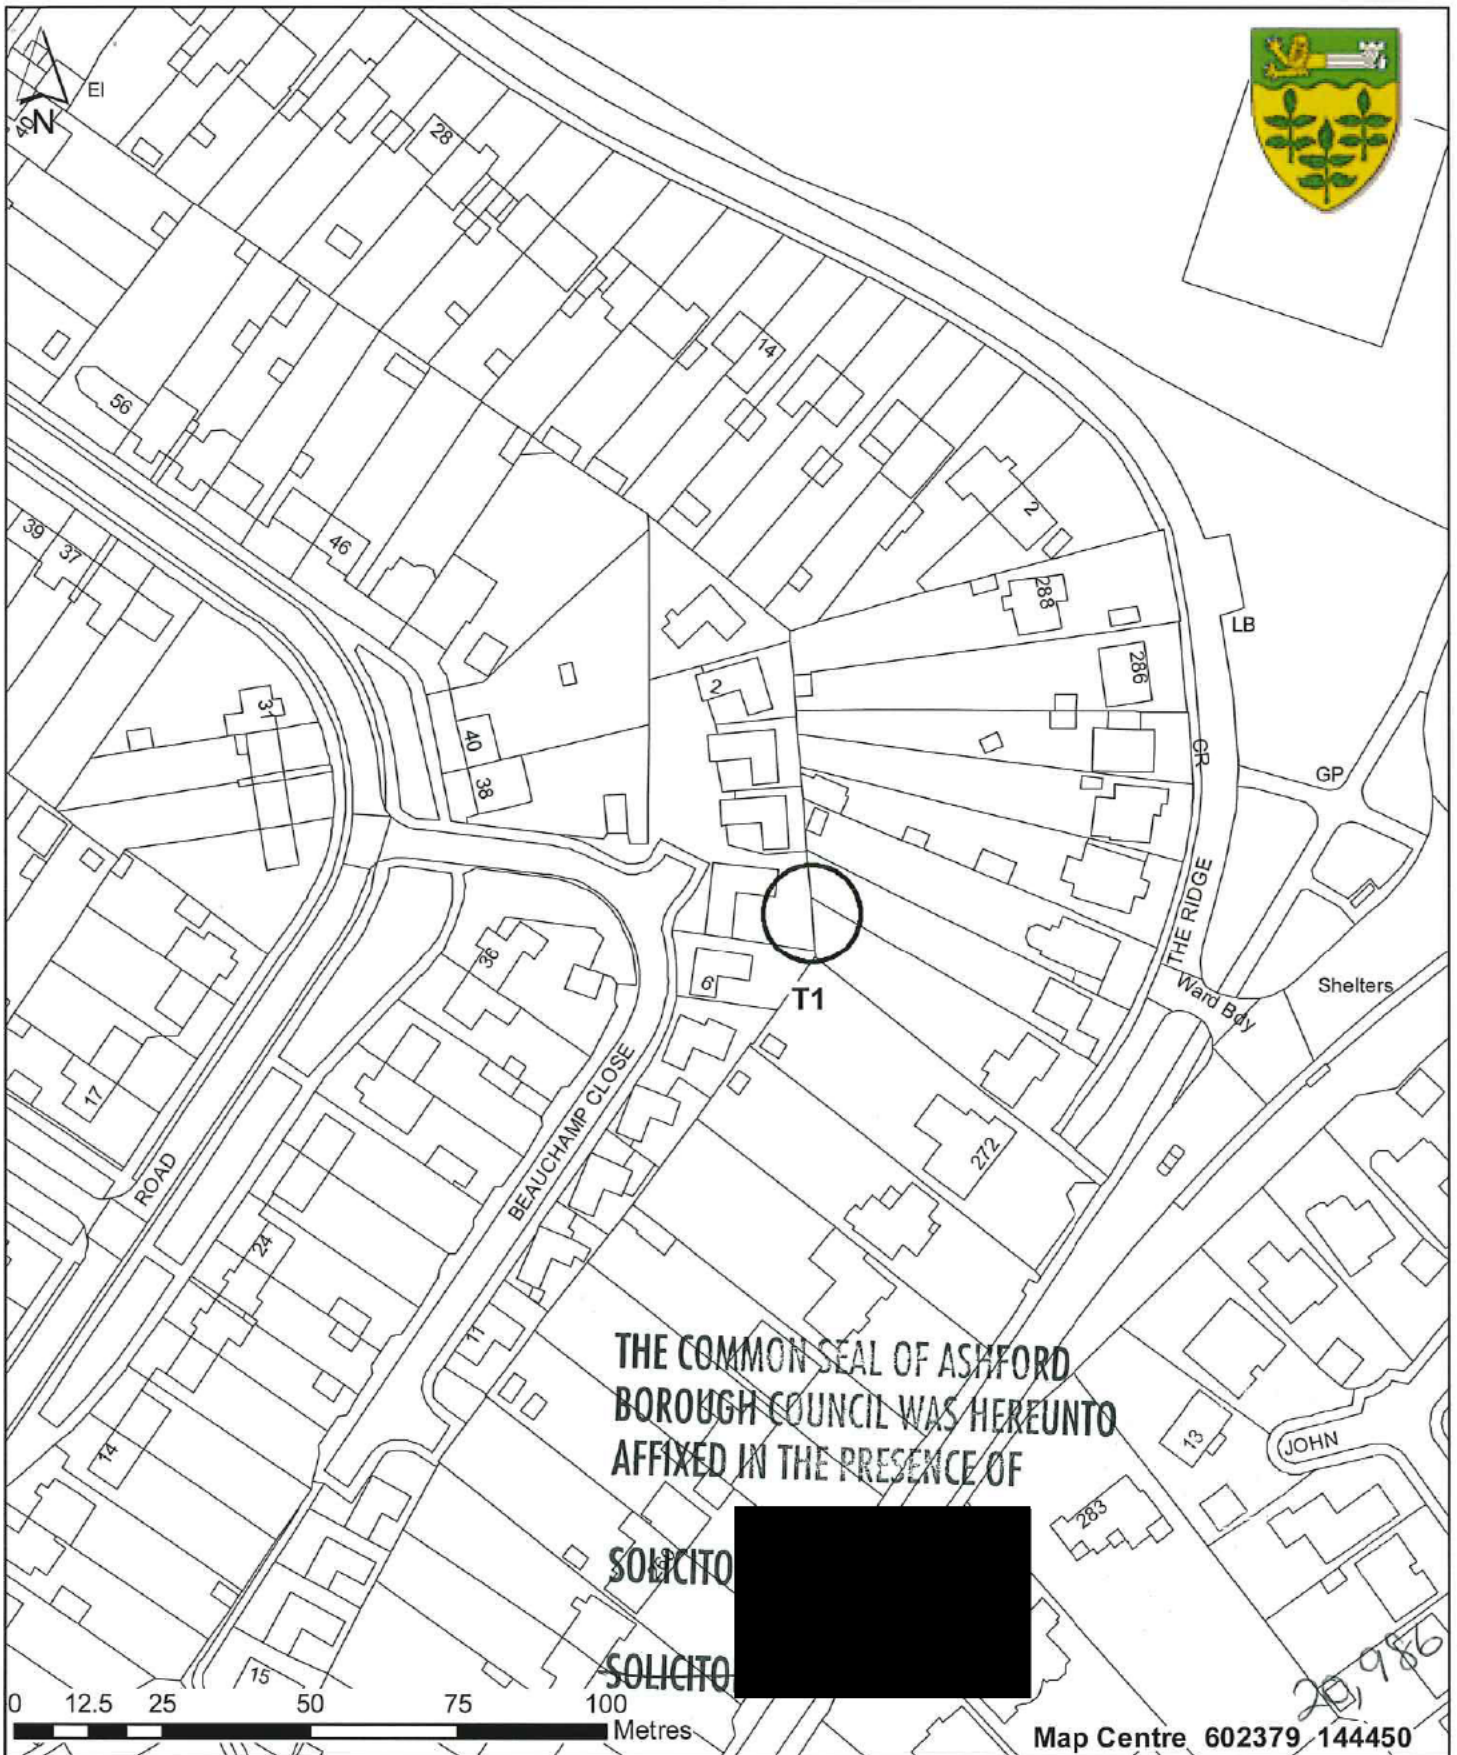 El
40
N
28
14
56
2
39
37
46
288
LB
286
2
31
40
38
GP
CR
THE RIDGE
36
6
T1
Ward Bdy
Shelters
17
BEAUCHAMP CLOSE
272
ROAD
24
11
THE COMMON SEAL OF ASHFORD
BOROUGH COUNCIL WAS HEREUNTO
AFFIXED IN THE PRESENCE OF
13
JOHN
14
283
SOLICITO
SOLICITO
15
20,986
0 12.5 25 50 75 100
Metres
Map Centre 602379 144450